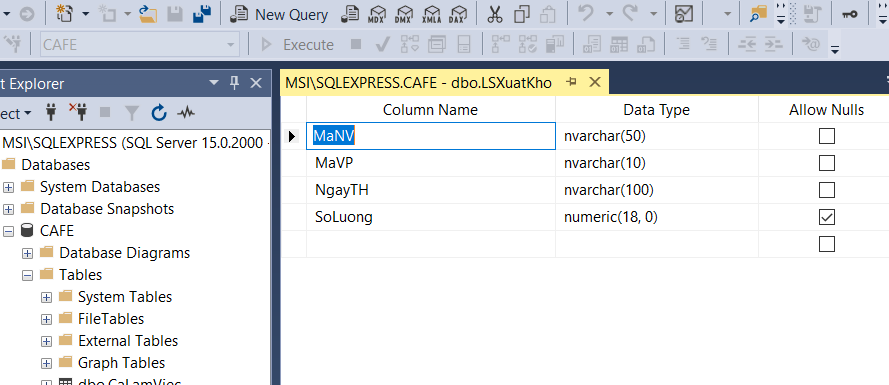 New Query MDX DMX XMLA DAX
CAFE Execute
t Explorer
MSI\SQLEXPRESS.CAFE - dbo.LSXuatKho
ect
Column Name Data Type Allow Nulls
MaNV nvarchar(50)
MaVP nvarchar(10)
NgayTH nvarchar(100)
SoLuong numeric(18, 0)
MSI\SQLEXPRESS (SQL Server 15.0.2000 -
Databases
System Databases
Database Snapshots
CAFE
Database Diagrams
Tables
System Tables
FileTables
External Tables
Graph Tables
dbo.CaLamViec